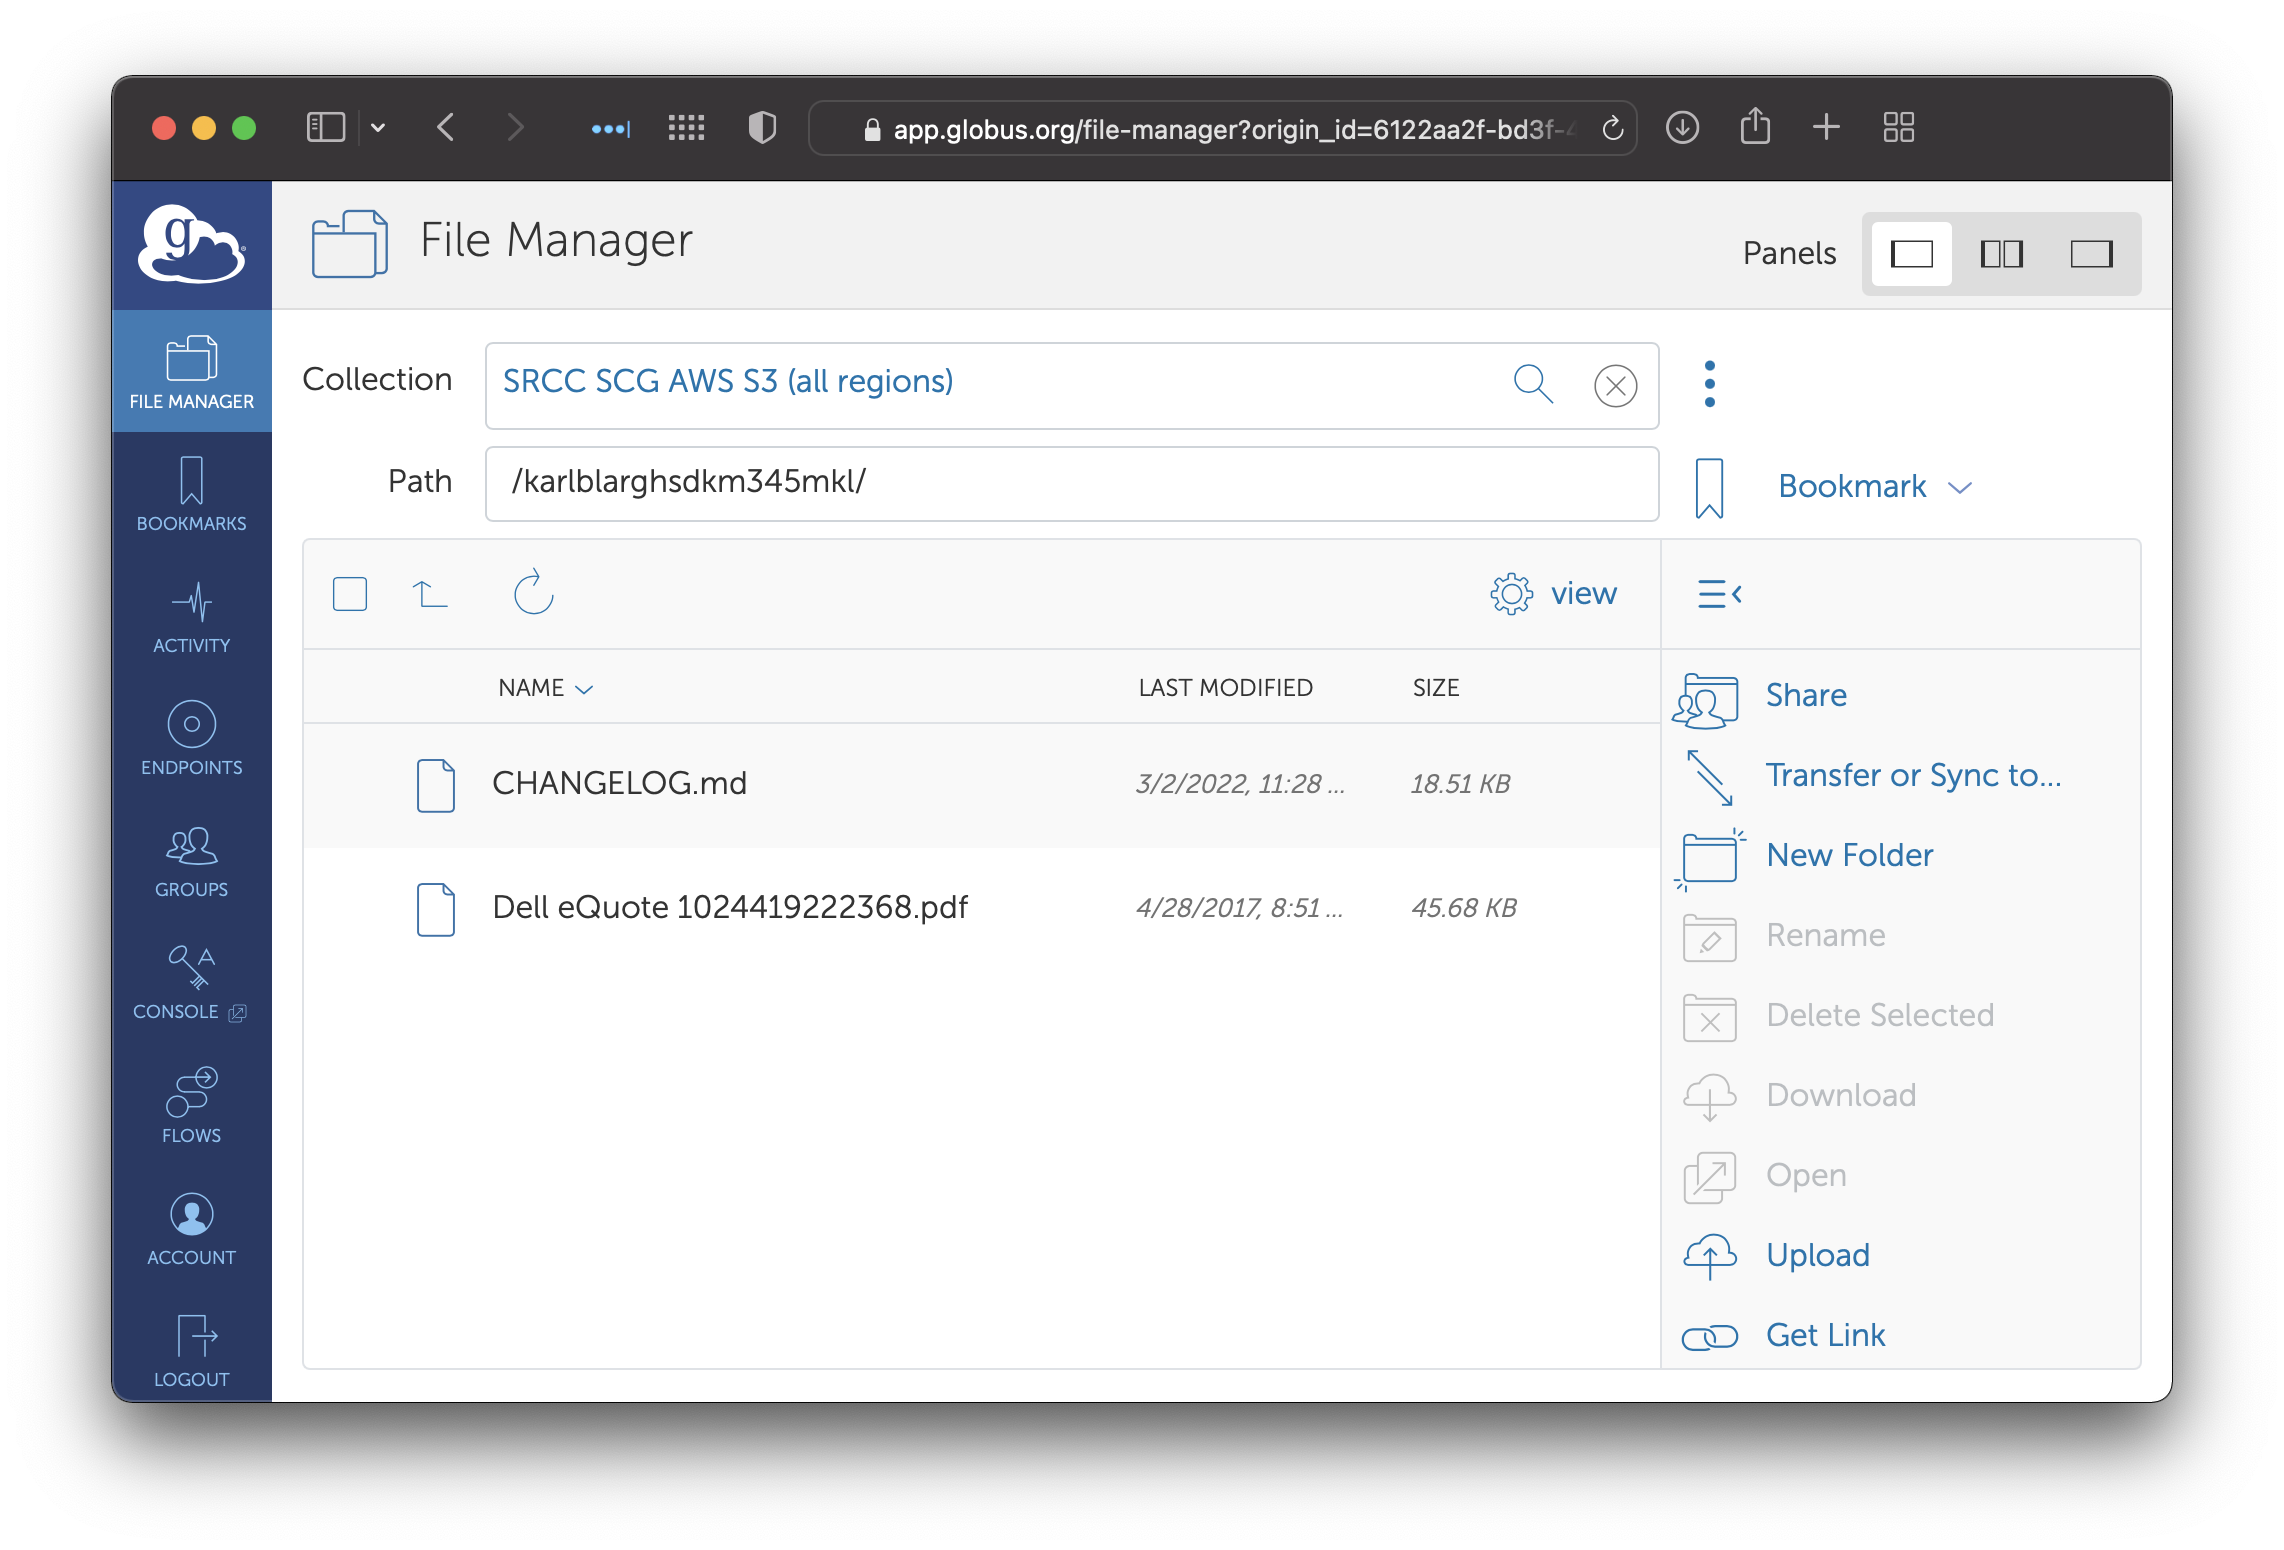 app.globus.org/file-manager?origin_id=6122aa2f-bd3f-
g
File Manager
Panels
FILE MANAGER
BOOKMARKS
ACTIVITY
ENDPOINTS
GROUPS
CONSOLE
FLOWS
ACCOUNT
LOGOUT
Collection
SRCC SCG AWS S3 (all regions)
Path
/karlblarghsdkm345mkl/
Bookmark
view
NAME LAST MODIFIED SIZE
CHANGELOG.md 3/2/2022, 11:28 ... 18.51 KB
Dell eQuote 1024419222368.pdf 4/28/2017, 8:51 ... 45.68 KB
Share
Transfer or Sync to...
New Folder
Rename
Delete Selected
Download
Open
Upload
Get Link